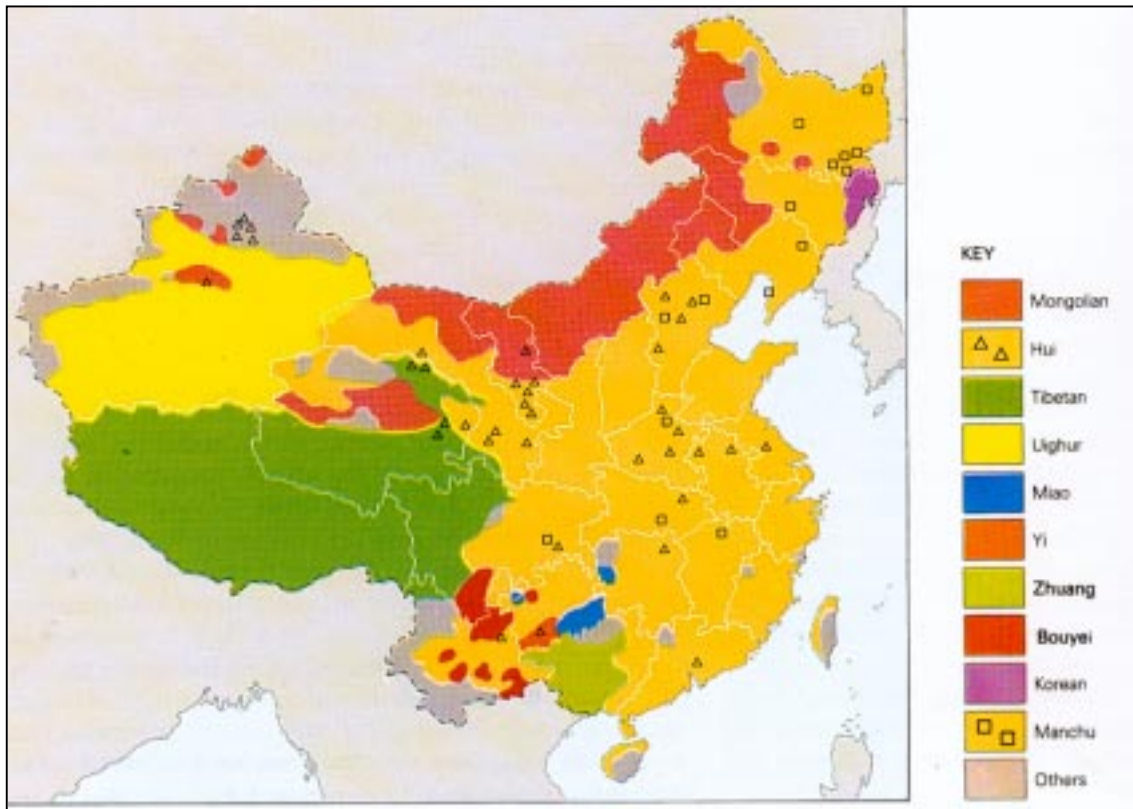 KEY
Mongolian
Hui
Tibetan
Uighur
Miao
Yi
Zhuang
Bouyei
Korean
Manchu
Others